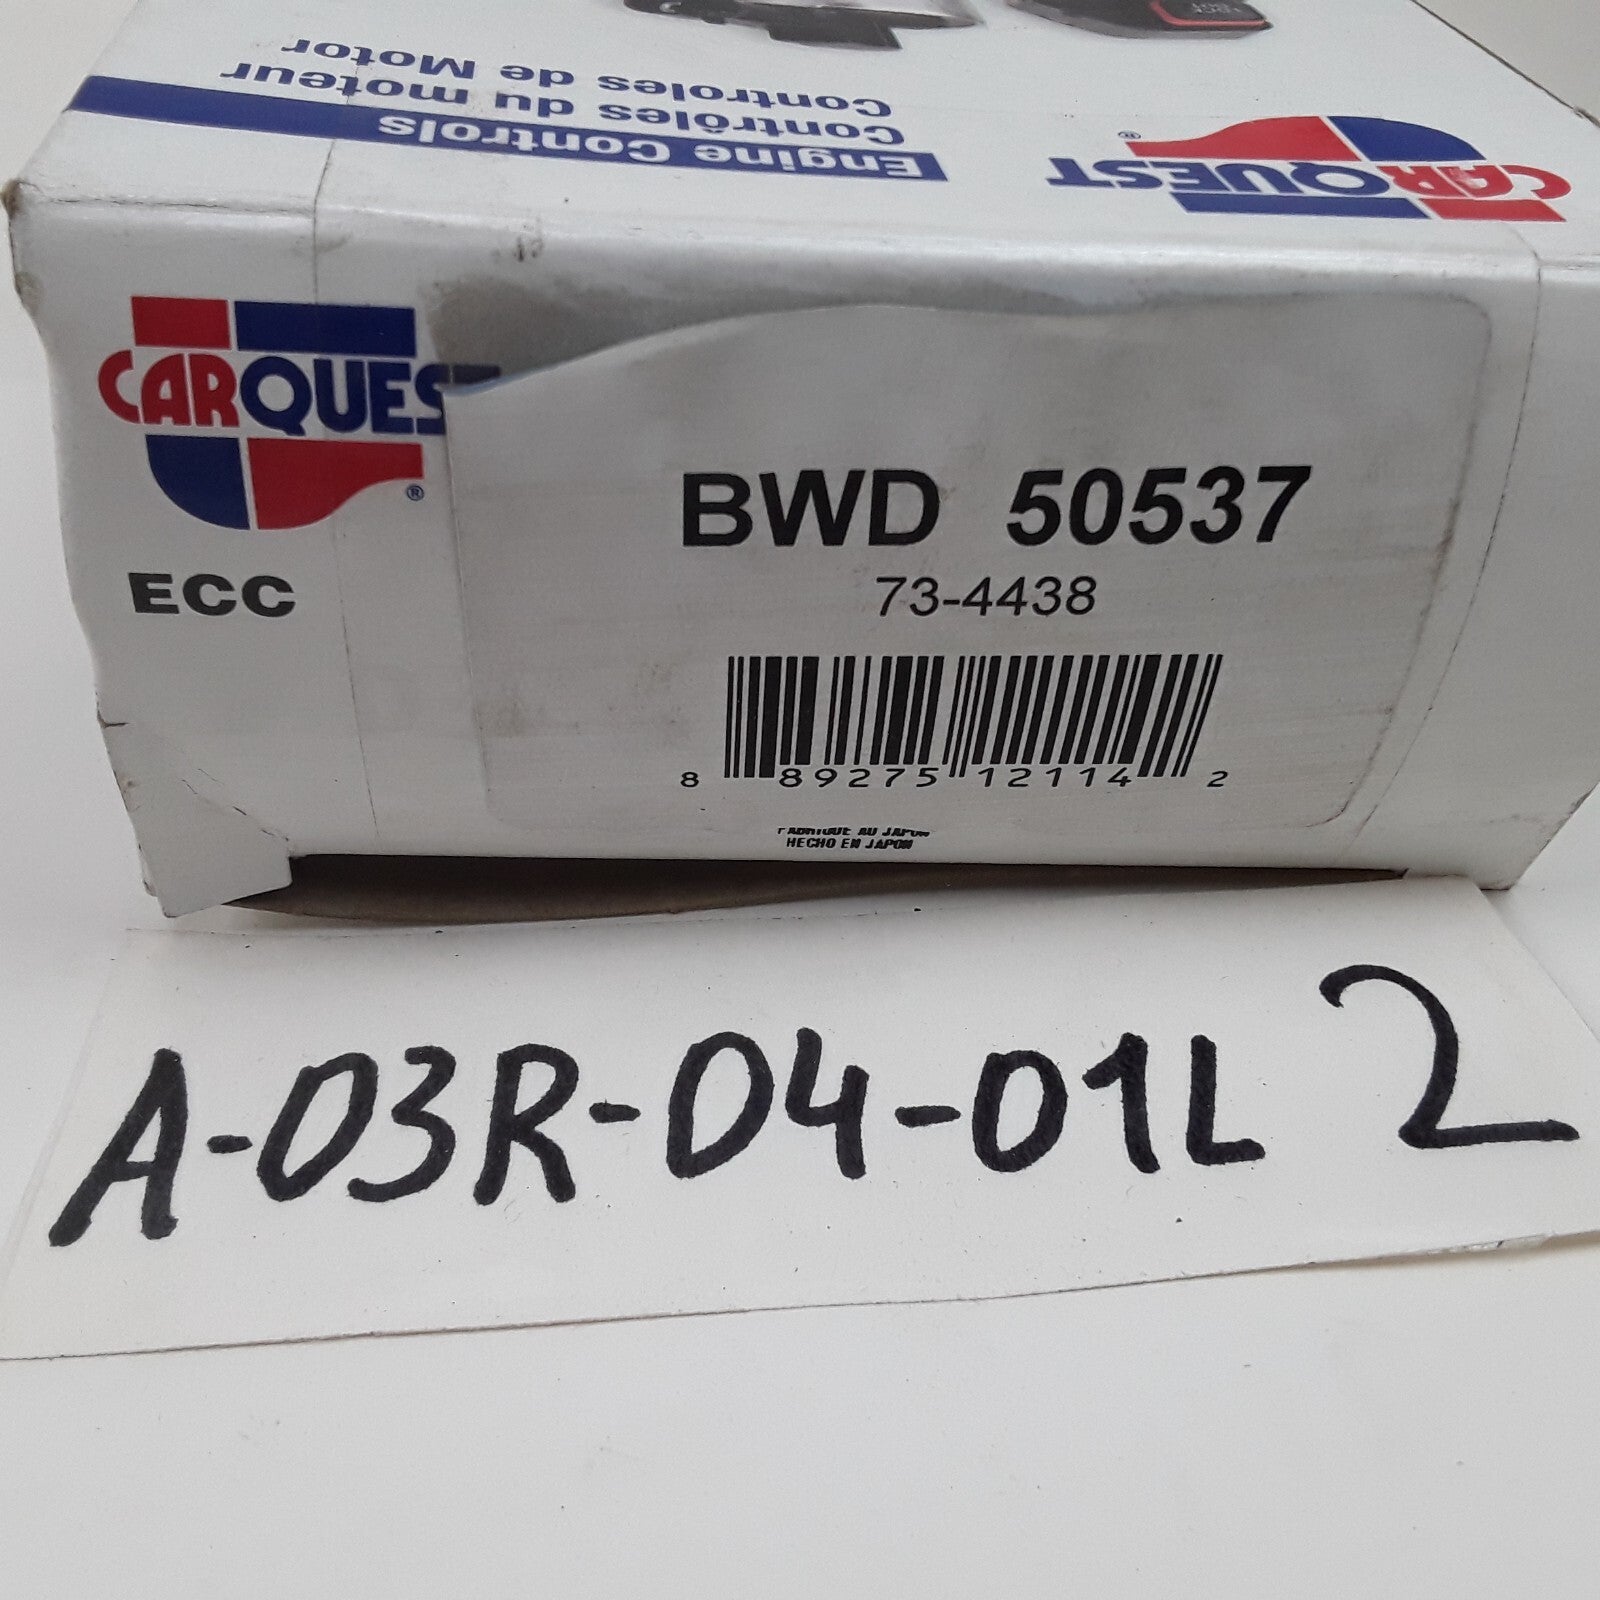 Controles de Motor
Contrôles du moteur
Engine Controls
CARQUEST ®
CARQUES ®
ECC
BWD 50537
73-4438
8 89275 12114 2
FABRIQUE AU JAPON
HECHO EN JAPON
A-03R-04-01L 2